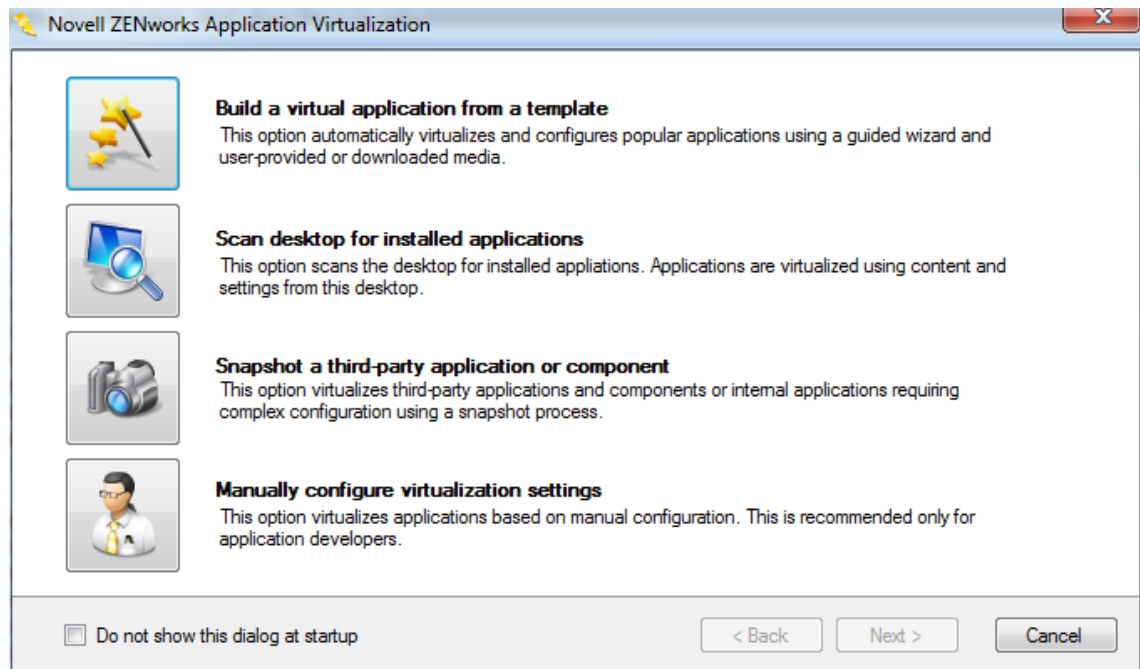 Novell ZENworks Application Virtualization
Build a virtual application from a template
This option automatically virtualizes and configures popular applications using a guided wizard and
user-provided or downloaded media.
Scan desktop for installed applications
This option scans the desktop for installed appliations. Applications are virtualized using content and
settings from this desktop.
Snapshot a third-party application or component
This option virtualizes third-party applications and components or internal applications requiring
complex configuration using a snapshot process.
Manually configure virtualization settings
This option virtualizes applications based on manual configuration. This is recommended only for
application developers.
Do not show this dialog at startup
< Back
Next >
Cancel